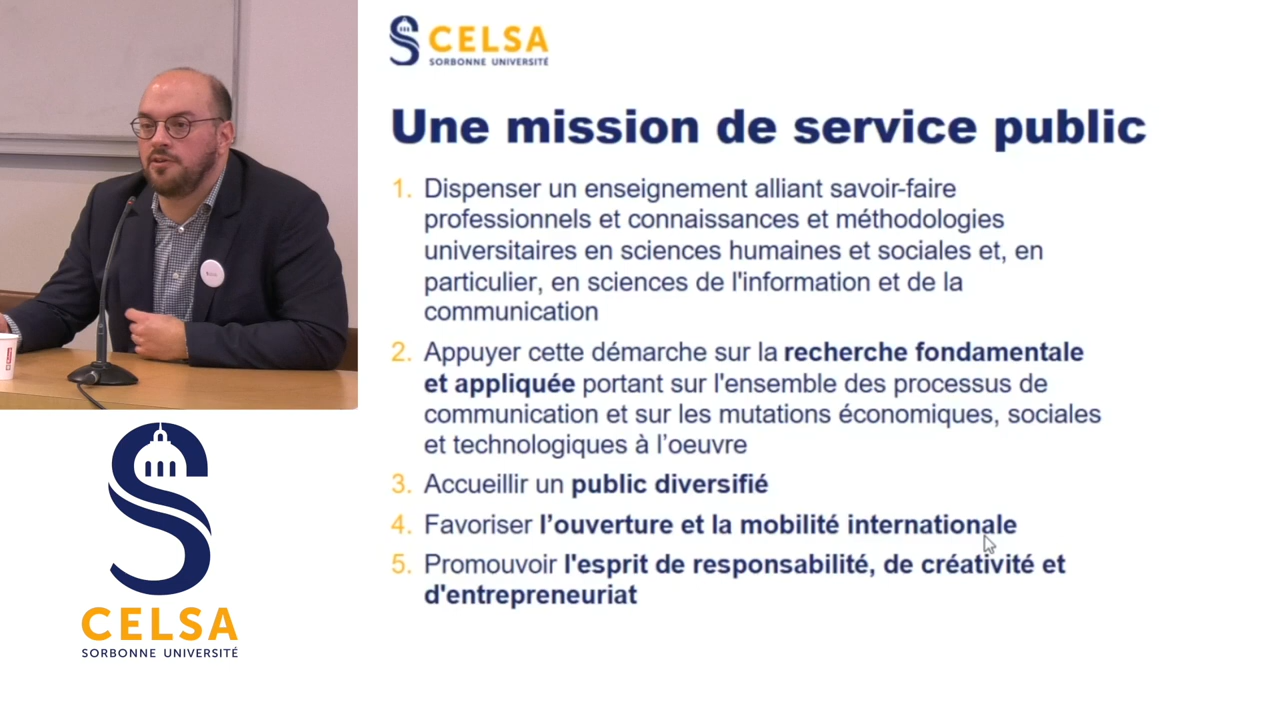 CELSA
SORBONNE UNIVERSITÉ
Une mission de service public
1. Dispenser un enseignement alliant savoir-faire
professionnels et connaissances et méthodologies
universitaires en sciences humaines et sociales et, en
particulier, en sciences de l'information et de la
communication
2. Appuyer cette démarche sur la recherche fondamentale
et appliquée portant sur l'ensemble des processus de
communication et sur les mutations économiques, sociales
et technologiques à l’oeuvre
3. Accueillir un public diversifié
4. Favoriser l’ouverture et la mobilité internationale
5. Promouvoir l'esprit de responsabilité, de créativité et
d'entrepreneuriat
CELSA
SORBONNE UNIVERSITÉ